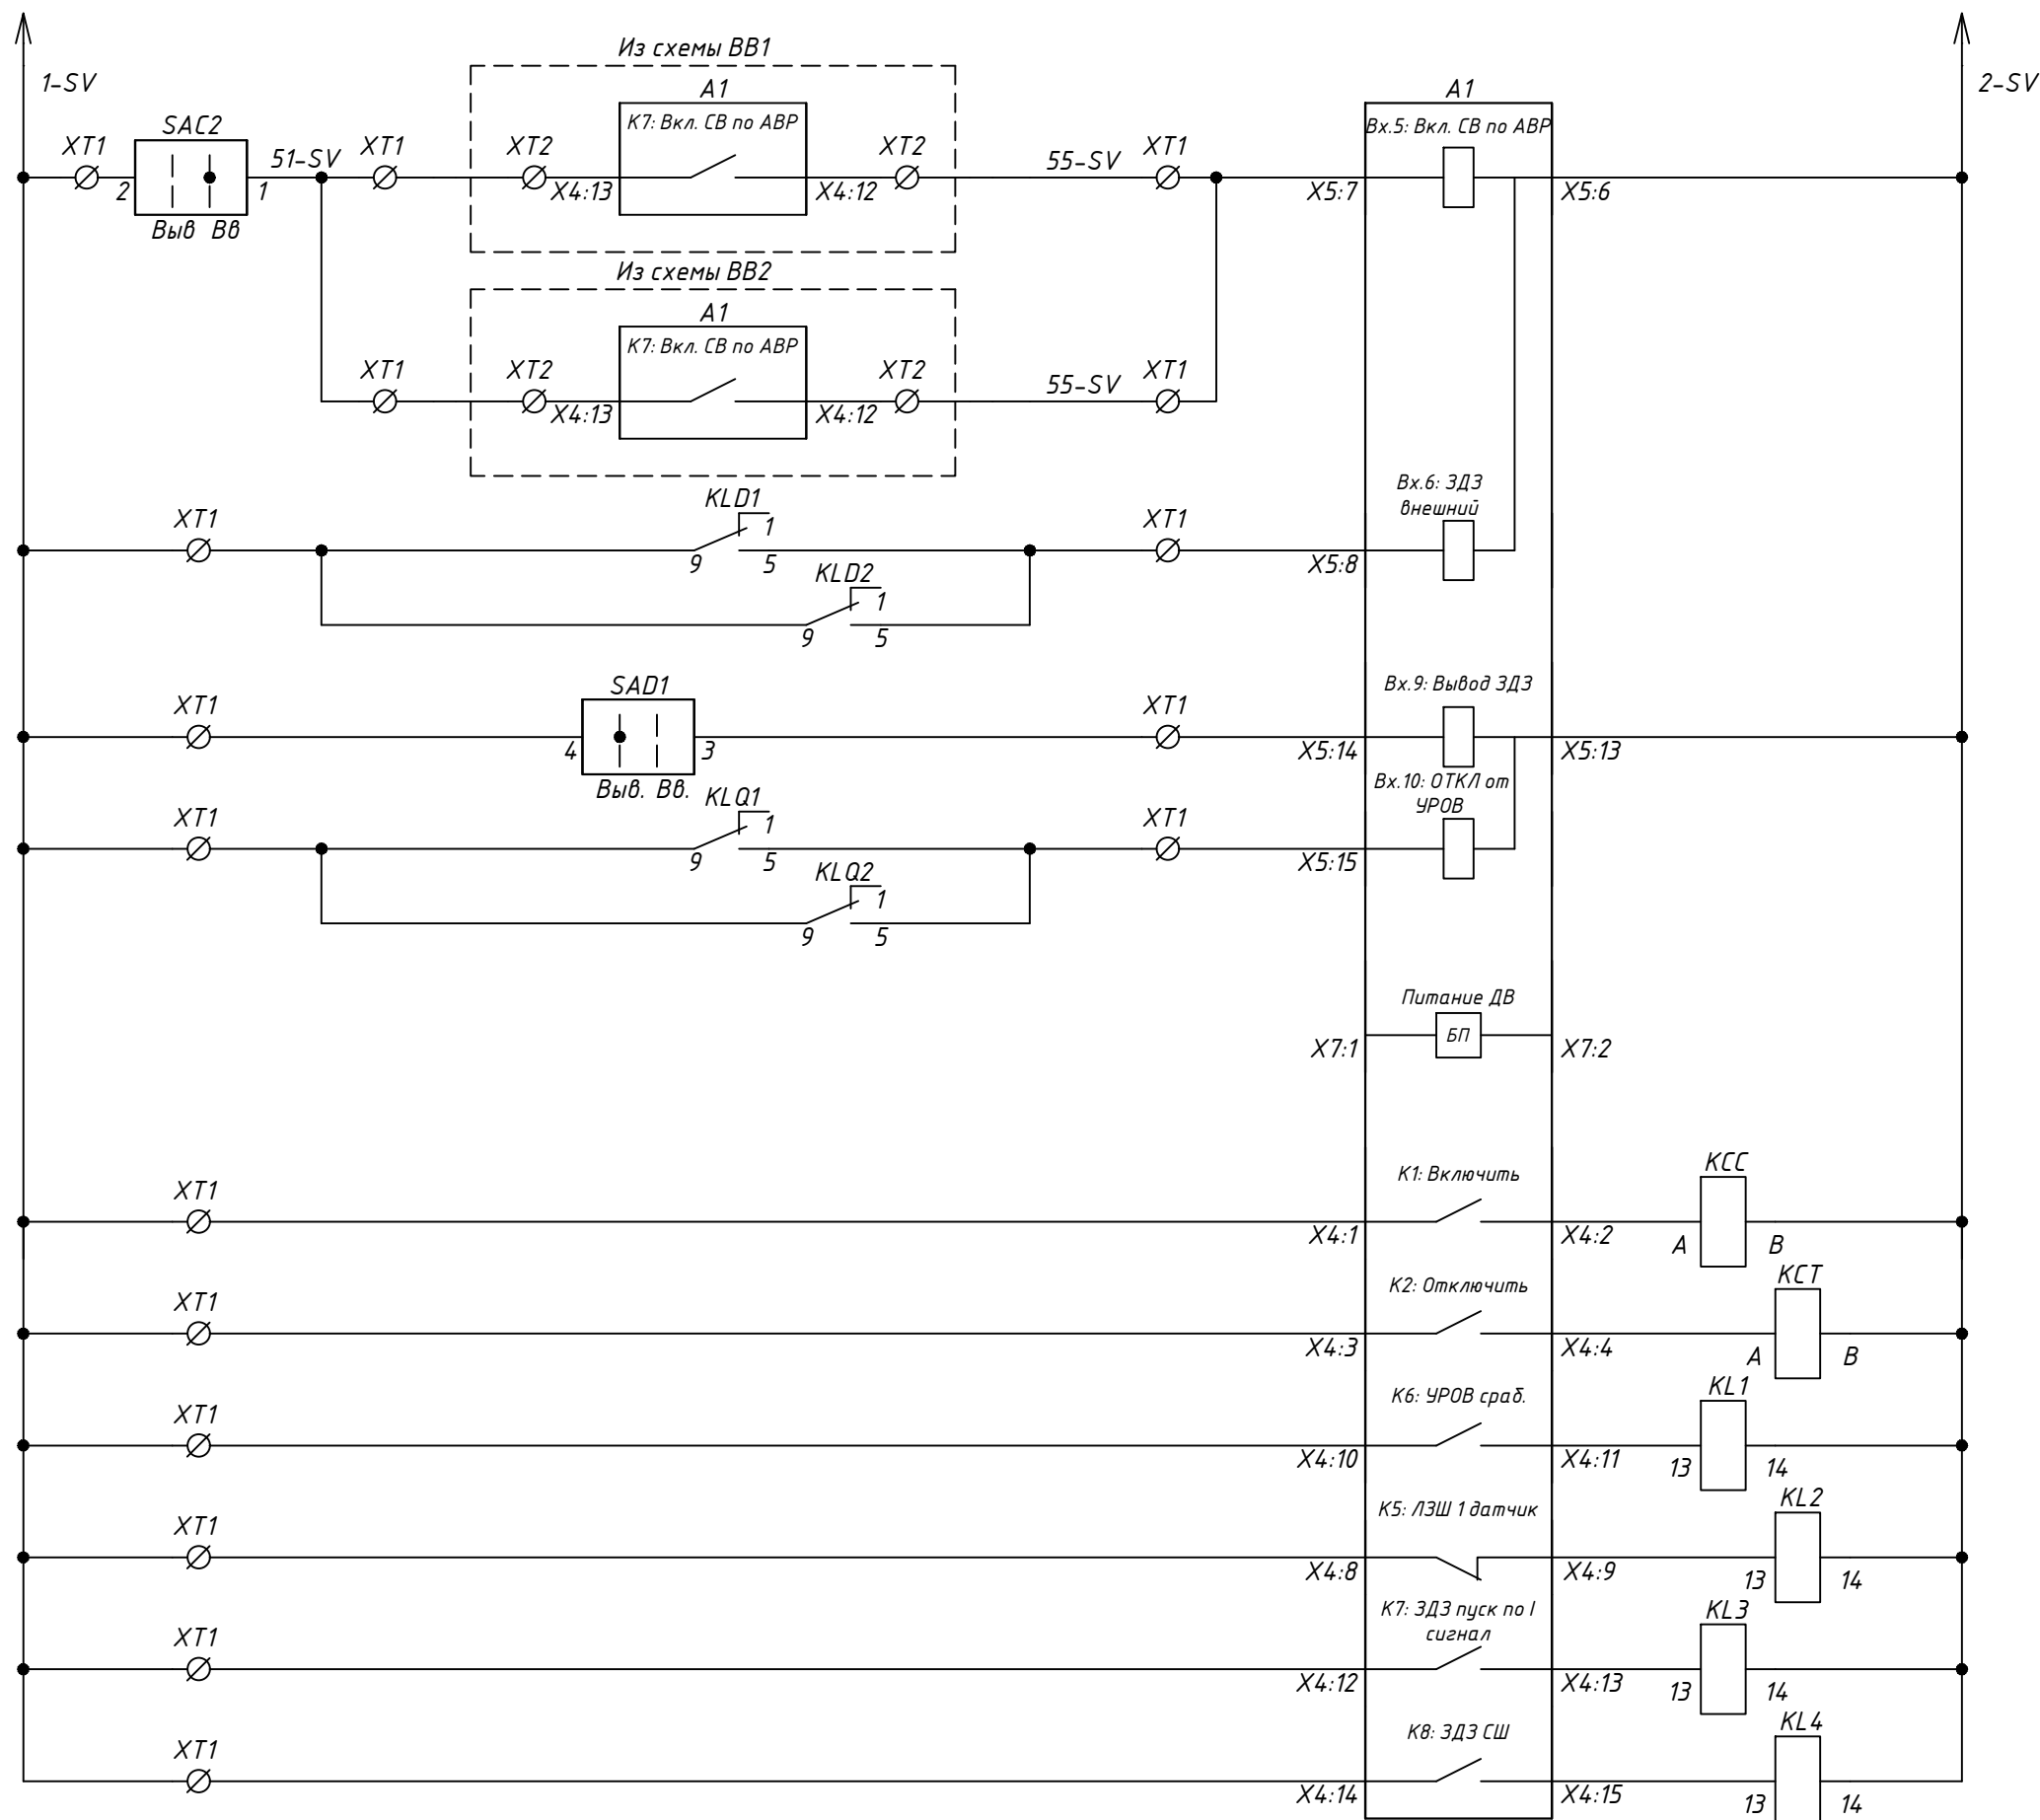 Из схемы ВВ1
1-SV
2-SV
A1
A1
SAC2
К7: Вкл. СВ по АВР
Вх.5: Вкл. СВ по АВР
XT1
51-SV
XT1
XT2
XT2
55-SV
XT1
2
1
X4:13
X4:12
X5:7
X5:6
Выв Вв
Из схемы ВВ2
A1
К7: Вкл. СВ по АВР
XT1
XT2
XT2
55-SV
XT1
X4:13
X4:12
Вх.6: ЗДЗ
внешний
KLD1
XT1
1
XT1
9
5
X5:8
KLD2
1
9
5
SAD1
Вх.9: Вывод ЗДЗ
XT1
XT1
4
3
X5:14
X5:13
Выв. Вв.
Вх.10: ОТКЛ от
УРОВ
KLQ1
XT1
1
XT1
9
5
X5:15
KLQ2
1
9
5
Питание ДВ
БП
X7:1
X7:2
К1: Включить
KCC
XT1
X4:1
X4:2
A
B
К2: Отключить
KCT
XT1
X4:3
X4:4
A
B
К6: УРОВ сраб.
KL1
XT1
X4:10
X4:11
13
14
К5: ЛЗШ 1 датчик
KL2
XT1
X4:8
X4:9
13
14
К7: ЗДЗ пуск по I
сигнал
KL3
XT1
X4:12
X4:13
13
14
К8: ЗДЗ СШ
KL4
XT1
X4:14
X4:15
13
14